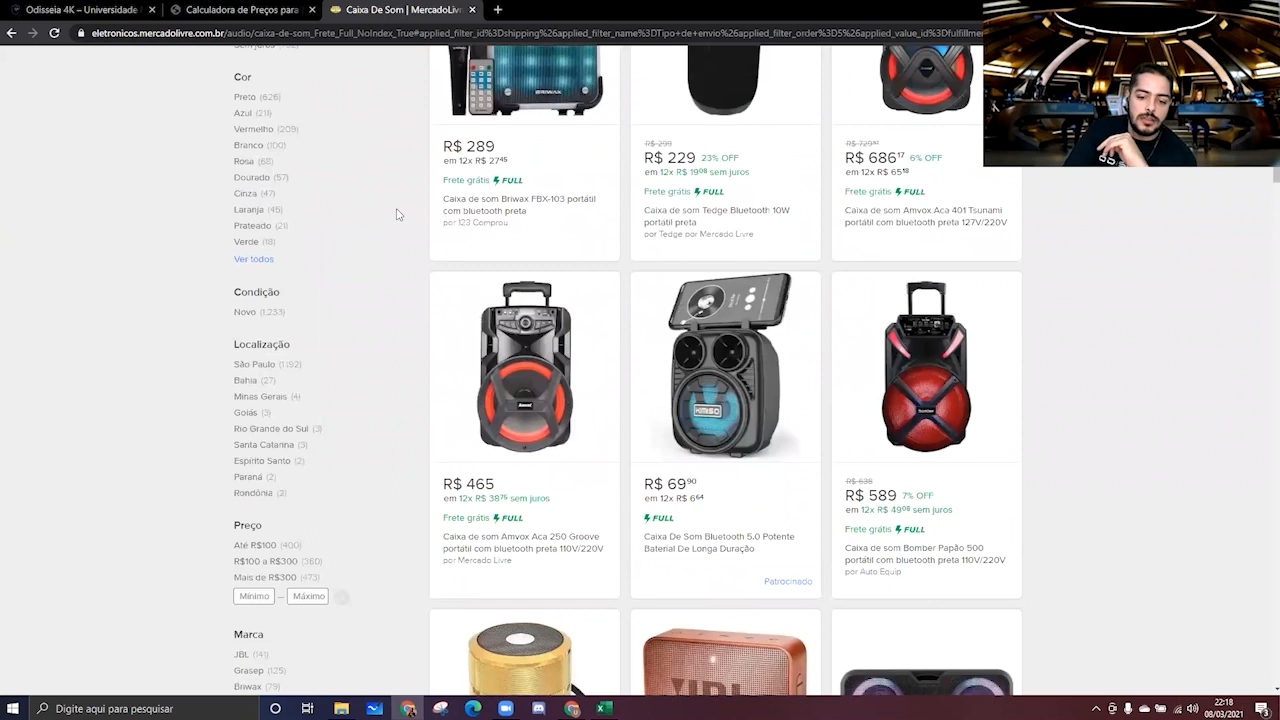 Odisseia 4K – Universidade
Calculadora de Preços para
Caixa De Som | MercadoLivr
eletronicos.mercadolivre.com.br/audio/caixa-de-som_Frete_Full_NoIndex_True#applied_filter_id%3Dshipping%26applied_filter_name%3DTipo+de+envio%26applied_filter_order%3D5%26applied_value_id%3Dfulfillmen
Cor
Preto (626)
Azul (211)
Vermelho (209)
Branco (100)
Rosa (68)
Dourado (57)
Cinza (47)
Laranja (45)
Prateado (21)
Verde (18)
Ver todos
Condição
Novo (1.233)
Localização
São Paulo (1192)
Bahia (27)
Minas Gerais (4)
Goiás (3)
Rio Grande do Sul (3)
Santa Catarina (3)
Espírito Santo (2)
Paraná (2)
Rondônia (2)
Preço
Até R$100 (400)
R$100 a R$300 (360)
Mais de R$300 (473)
Mínimo – Máximo
Marca
JBL (141)
Grasep (125)
Briwax (79)
BRIWAX
R$ 289
em 12x R$ 27 45
Frete grátis FULL
Caixa de som Briwax FBX-103 portátil
com bluetooth preta
por 123 Comprou
R$ 299
R$ 229 23% OFF
em 12x R$ 19 08 sem juros
Frete grátis FULL
Caixa de som Tedge Bluetooth 10W
portátil preta
por Tedge por Mercado Livre
R$ 686 17 6% OFF
em 12x R$ 65 18
Frete grátis FULL
Caixa de som Amvox Aca 401 Tsunami
portátil com bluetooth preta 127V/220V
R$ 465
em 12x R$ 38 75 sem juros
Frete grátis FULL
Caixa de som Amvox Aca 250 Groove
portátil com bluetooth preta 110V/220V
por Mercado Livre
KIMISO
R$ 69 90
em 12x R$ 6 64
FULL
Caixa De Som Bluetooth 5.0 Potente
Baterial De Longa Duração
Patrocinado
R$ 638
R$ 589 7% OFF
em 12x R$ 49 08 sem juros
Frete grátis FULL
Caixa de som Bomber Papão 500
portátil com bluetooth preta 110V/220V
por Auto Equip
Digite aqui para pesquisar
22:18
08/03/2021
3